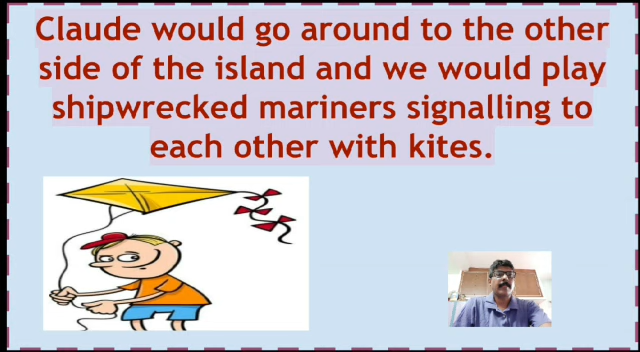 Claude would go around to the other
side of the island and we would play
shipwrecked mariners signalling to
each other with kites.